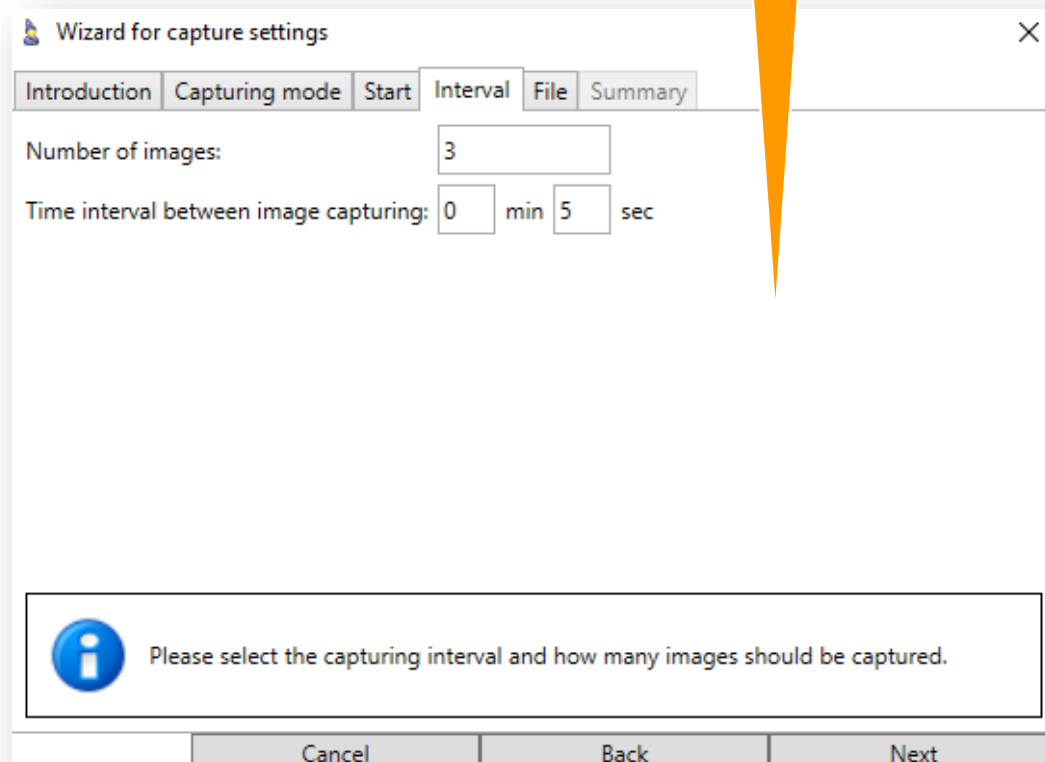 Wizard for capture settings
Introduction Capturing mode Start Interval File Summary
Number of images: 3
Time interval between image capturing: 0 min 5 sec
Please select the capturing interval and how many images should be captured.
Cancel Back Next